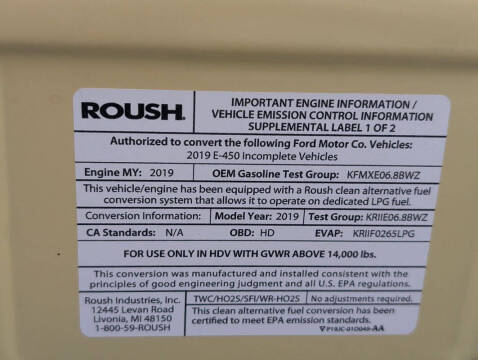 ROUSH
IMPORTANT ENGINE INFORMATION /
VEHICLE EMISSION CONTROL INFORMATION
SUPPLEMENTAL LABEL 1 OF 2
Authorized to convert the following Ford Motor Co. Vehicles:
2019 E-450 Incomplete Vehicles
Engine MY: 2019 OEM Gasoline Test Group: KFMXE06.8BWZ
This vehicle/engine has been equipped with a Roush clean alternative fuel
conversion system that allows it to operate on dedicated LPG fuel.
Conversion Information: Model Year: 2019 Test Group: KRIIE06.8BWZ
CA Standards: N/A OBD: HD EVAP: KRIIF0265LPG
FOR USE ONLY IN HDV WITH GVWR ABOVE 14,000 lbs.
This conversion was manufactured and installed consistent with the
principles of good engineering judgment and all U.S. EPA regulations.
Roush Industries, Inc.
12445 Levan Road
Livonia, MI 48150
1-800-59-ROUSH
TWC/HO2S/SFI/WR-HO2S No adjustments required.
This clean alternative fuel conversion has been
certified to meet EPA emission standards.
P19JC-010049-AA